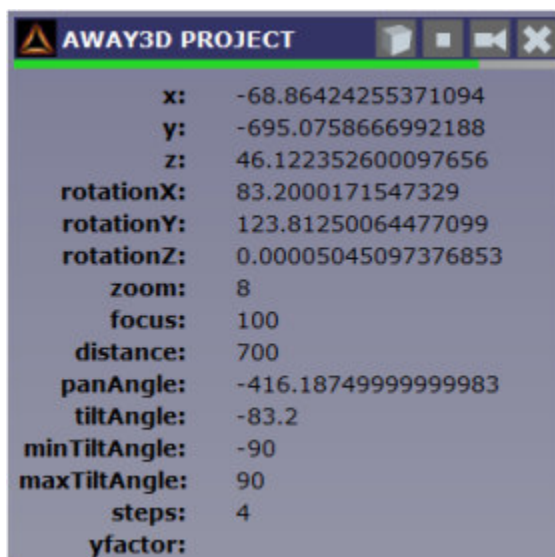 AWAY3D PROJECT
x: -68.86424255371094
y: -695.0758666992188
z: 46.122352600097656
rotationX: 83.2000171547329
rotationY: 123.81250064477099
rotationZ: 0.00005045097376853
zoom: 8
focus: 100
distance: 700
panAngle: -416.18749999999983
tiltAngle: -83.2
minTiltAngle: -90
maxTiltAngle: 90
steps: 4
yfactor: